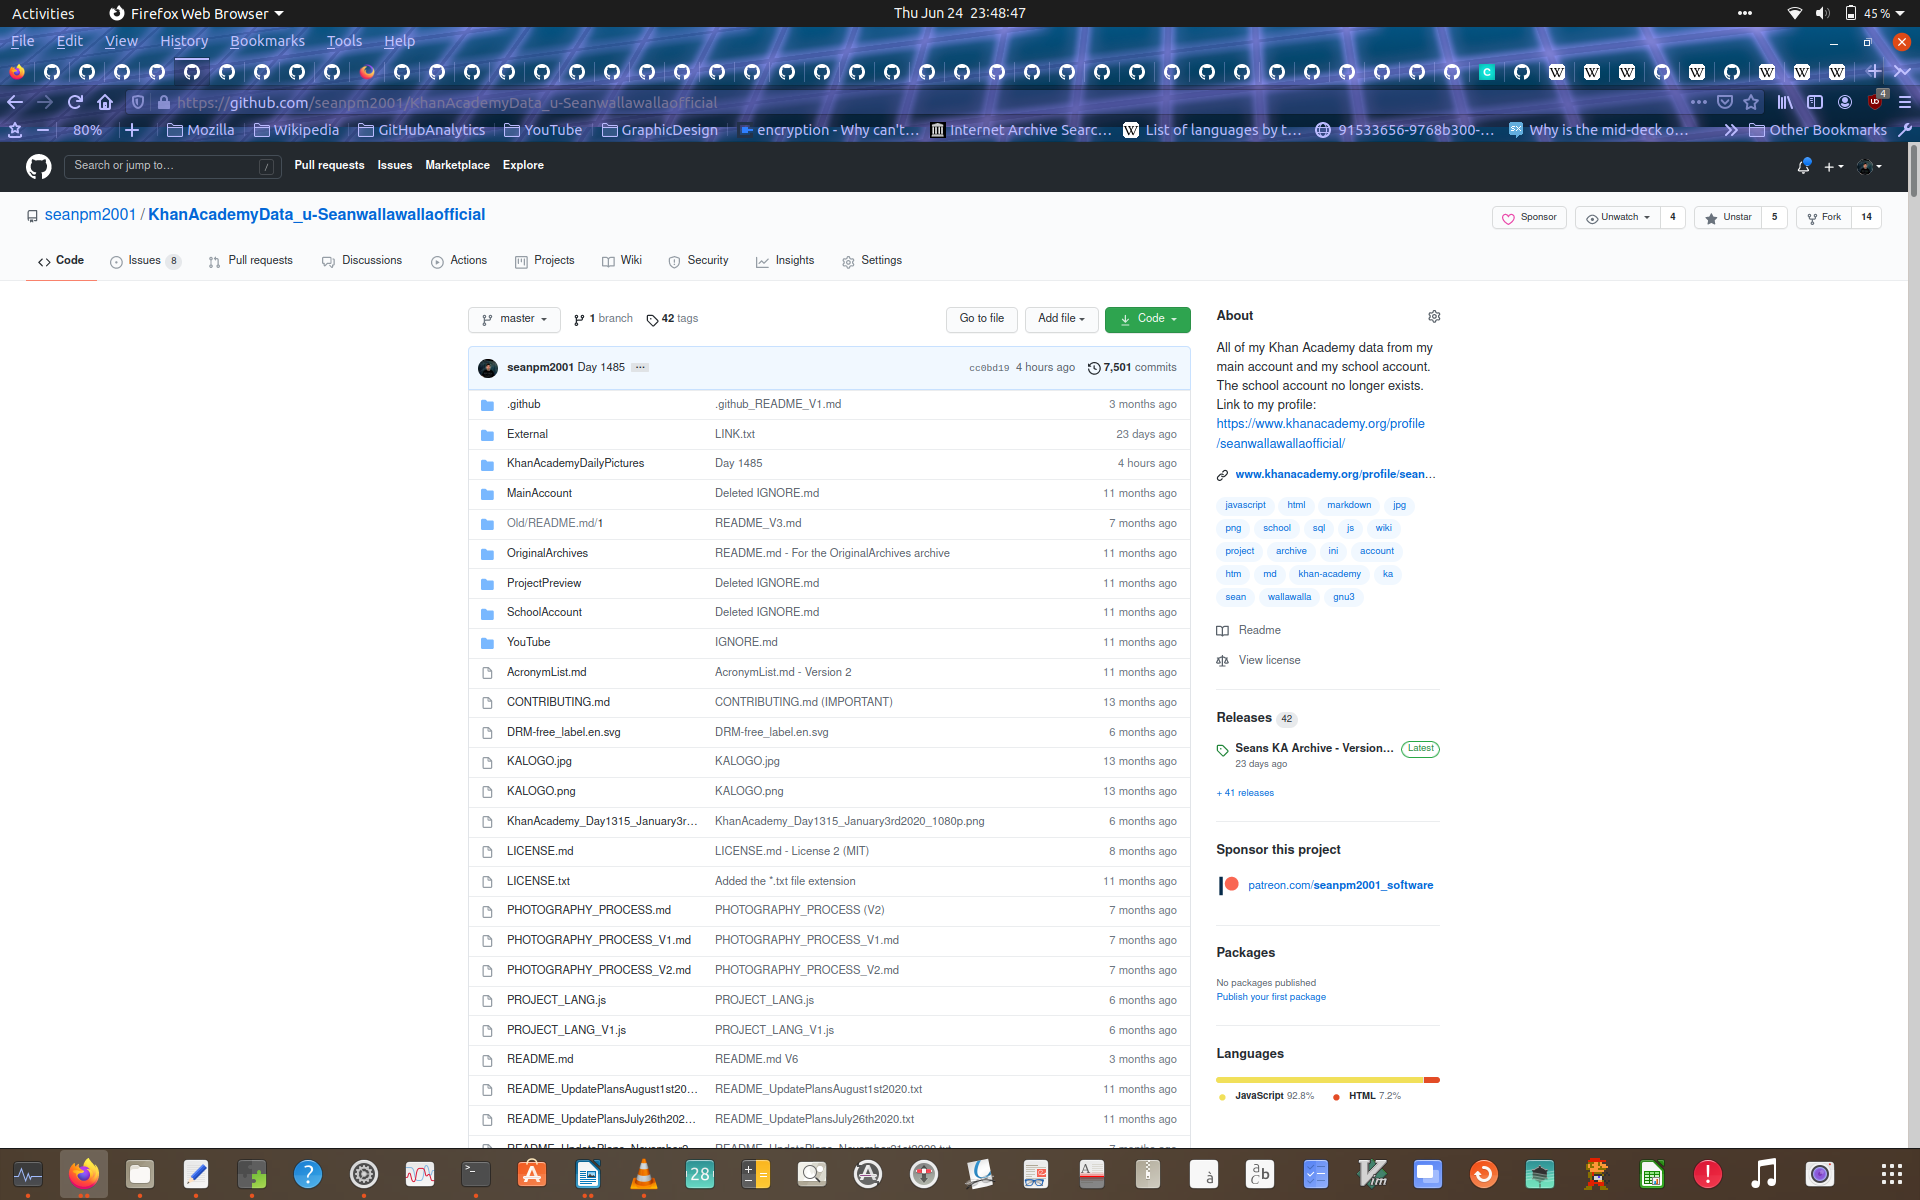 Activities
Firefox Web Browser
Thu Jun 24 23:48:47
45 %
File Edit View History Bookmarks Tools Help
https://github.com/seanpm2001/KhanAcademyData_u-Seanwallawallaofficial
4
80%
Mozilla
Wikipedia
GitHubAnalytics
YouTube
GraphicDesign
encryption - Why can't…
Internet Archive Searc…
List of languages by t…
91533656-9768b300-…
Why is the mid-deck o…
Other Bookmarks
Search or jump to…
/
Pull requests Issues Marketplace Explore
seanpm2001 / KhanAcademyData_u-Seanwallawallaofficial
Sponsor
Unwatch 4
Unstar 5
Fork 14
Code
Issues 8
Pull requests
Discussions
Actions
Projects
Wiki
Security
Insights
Settings
master
1 branch
42 tags
Go to file
Add file
Code
seanpm2001 Day 1485 ...
cc0bd19 4 hours ago 7,501 commits
.github .github_README_V1.md 3 months ago
External LINK.txt 23 days ago
KhanAcademyDailyPictures Day 1485 4 hours ago
MainAccount Deleted IGNORE.md 11 months ago
Old/README.md/1 README_V3.md 7 months ago
OriginalArchives README.md - For the OriginalArchives archive 11 months ago
ProjectPreview Deleted IGNORE.md 11 months ago
SchoolAccount Deleted IGNORE.md 11 months ago
YouTube IGNORE.md 11 months ago
AcronymList.md AcronymList.md - Version 2 11 months ago
CONTRIBUTING.md CONTRIBUTING.md (IMPORTANT) 13 months ago
DRM-free_label.en.svg DRM-free_label.en.svg 6 months ago
KALOGO.jpg KALOGO.jpg 13 months ago
KALOGO.png KALOGO.png 13 months ago
KhanAcademy_Day1315_January3r… KhanAcademy_Day1315_January3rd2020_1080p.png 6 months ago
LICENSE.md LICENSE.md - License 2 (MIT) 8 months ago
LICENSE.txt Added the *.txt file extension 11 months ago
PHOTOGRAPHY_PROCESS.md PHOTOGRAPHY_PROCESS (V2) 7 months ago
PHOTOGRAPHY_PROCESS_V1.md PHOTOGRAPHY_PROCESS_V1.md 7 months ago
PHOTOGRAPHY_PROCESS_V2.md PHOTOGRAPHY_PROCESS_V2.md 7 months ago
PROJECT_LANG.js PROJECT_LANG.js 6 months ago
PROJECT_LANG_V1.js PROJECT_LANG_V1.js 6 months ago
README.md README.md V6 3 months ago
README_UpdatePlansAugust1st20… README_UpdatePlansAugust1st2020.txt 11 months ago
README_UpdatePlansJuly26th202… README_UpdatePlansJuly26th2020.txt 11 months ago
About
All of my Khan Academy data from my
main account and my school account.
The school account no longer exists.
Link to my profile:
https://www.khanacademy.org/profile
/seanwallawallaofficial/
www.khanacademy.org/profile/sean…
javascript html markdown jpg
png school sql js wiki
project archive ini account
htm md khan-academy ka
sean wallawalla gnu3
Readme
View license
Releases 42
Seans KA Archive - Version… Latest
23 days ago
+ 41 releases
Sponsor this project
patreon.com/seanpm2001_software
Packages
No packages published
Publish your first package
Languages
JavaScript 92.8% HTML 7.2%
28